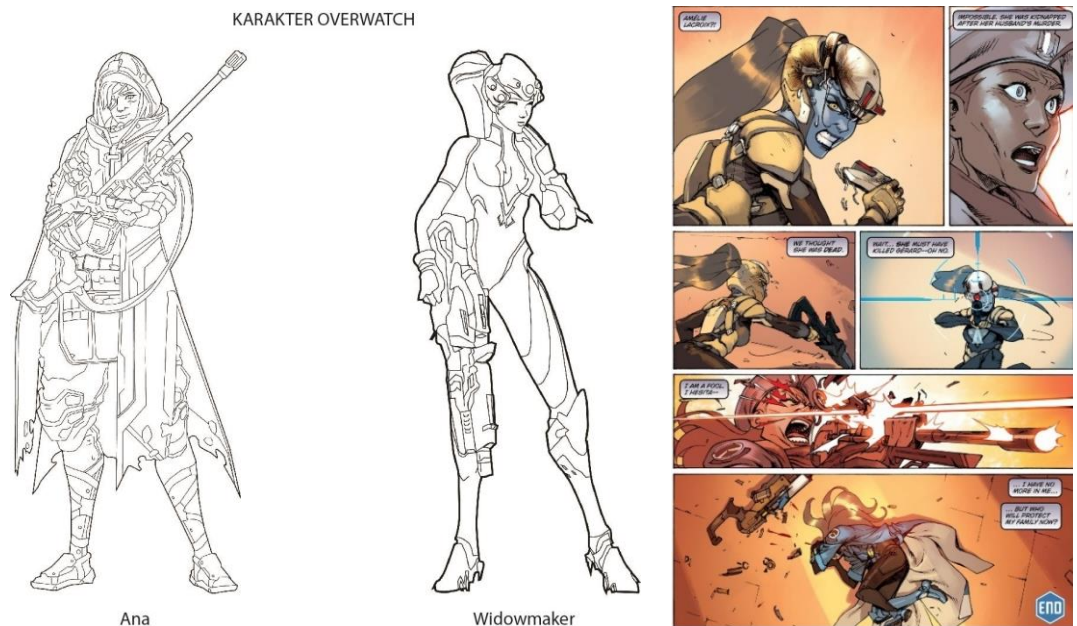 KARAKTER OVERWATCH
Ana
Widowmaker
AMÉLIE
LACROIX?!
IMPOSSIBLE. SHE WAS KIDNAPPED
AFTER HER HUSBAND'S MURDER.
WE THOUGHT
SHE WAS DEAD.
WAIT... SHE MUST HAVE
KILLED GÉRARD—OH NO.
I AM A FOOL.
I HESITA—
... I HAVE NO
MORE IN ME...
... BUT WHO
WILL PROTECT
MY FAMILY NOW?
END